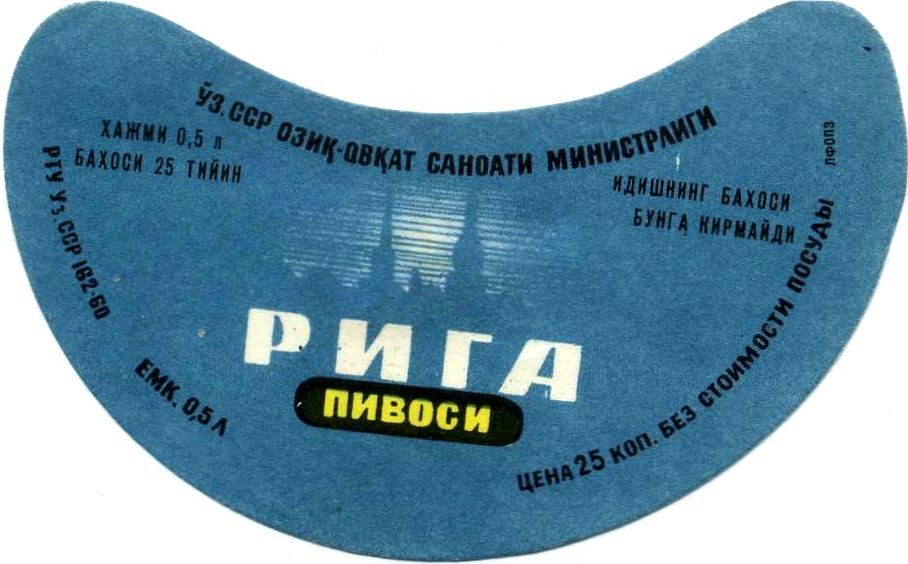 ЎЗ. ССР ОЗИҚ-ОВҚАТ САНОАТИ МИНИСТРЛИГИ
ХАЖМИ 0,5 л
БАХОСИ 25 ТИЙИН
ИДИШНИНГ БАХОСИ
БУНГА КИРМАЙДИ
ЛФОПЗ
РТУ Уз. ССР 162-60
РИГА
ПИВОСИ
ЕМК. 0,5 Л
ЦЕНА 25 КОП. БЕЗ СТОИМОСТИ ПОСУДЫ